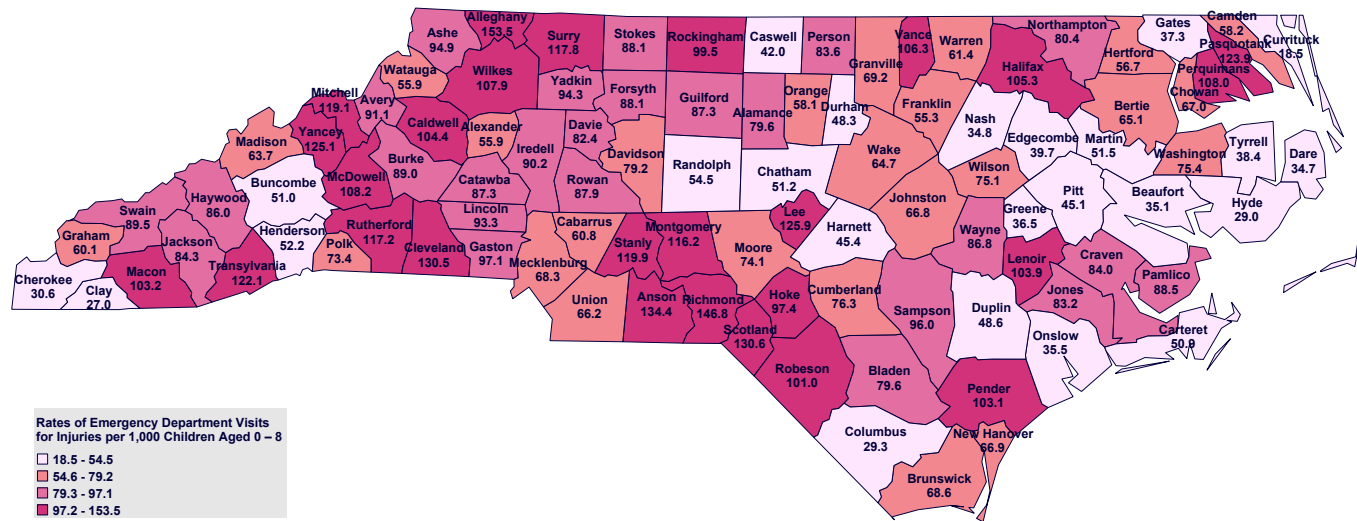 Alleghany
153.5
Ashe
94.9
Surry
117.8
Stokes
88.1
Rockingham
99.5
Caswell
42.0
Person
83.6
Vance
106.3
Warren
61.4
Northampton
80.4
Gates
37.3
Camden
58.2
Currituck
18.5
Pasquotank
123.9
Perquimans
108.0
Chowan
67.0
Hertford
56.7
Halifax
105.3
Granville
69.2
Watauga
55.9
Wilkes
107.9
Yadkin
94.3
Forsyth
88.1
Guilford
87.3
Alamance
79.6
Orange
58.1
Durham
48.3
Franklin
55.3
Nash
34.8
Edgecombe
39.7
Bertie
65.1
Martin
51.5
Washington
75.4
Tyrrell
38.4
Dare
34.7
Mitchell
119.1
Avery
91.1
Caldwell
104.4
Alexander
55.9
Iredell
90.2
Davie
82.4
Davidson
79.2
Randolph
54.5
Chatham
51.2
Wake
64.7
Wilson
75.1
Pitt
45.1
Beaufort
35.1
Hyde
29.0
Madison
63.7
Yancey
125.1
McDowell
108.2
Burke
89.0
Catawba
87.3
Rowan
87.9
Johnston
66.8
Greene
36.5
Buncombe
51.0
Haywood
86.0
Swain
89.5
Graham
60.1
Jackson
84.3
Henderson
52.2
Polk
73.4
Rutherford
117.2
Cleveland
130.5
Lincoln
93.3
Gaston
97.1
Mecklenburg
68.3
Cabarrus
60.8
Stanly
119.9
Montgomery
116.2
Moore
74.1
Lee
125.9
Harnett
45.4
Wayne
86.8
Lenoir
103.9
Craven
84.0
Pamlico
88.5
Cherokee
30.6
Clay
27.0
Macon
103.2
Transylvania
122.1
Union
66.2
Anson
134.4
Richmond
146.8
Hoke
97.4
Cumberland
76.3
Sampson
96.0
Duplin
48.6
Jones
83.2
Onslow
35.5
Carteret
50.9
Scotland
130.6
Robeson
101.0
Bladen
79.6
Pender
103.1
Columbus
29.3
New Hanover
66.9
Brunswick
68.6
Rates of Emergency Department Visits
for Injuries per 1,000 Children Aged 0 – 8
18.5 - 54.5
54.6 - 79.2
79.3 - 97.1
97.2 - 153.5